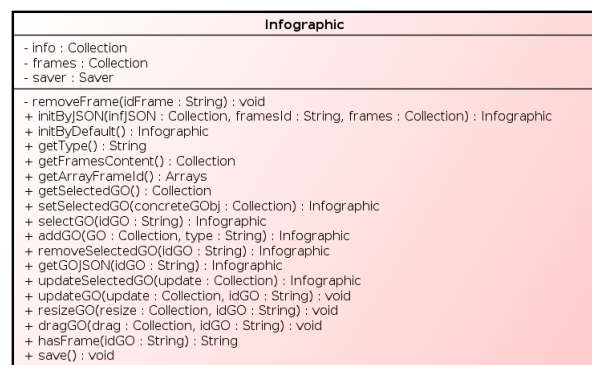 Infographic
- info : Collection
- frames : Collection
- saver : Saver
- removeFrame(idFrame : String) : void
+ initByJSON(infJSON : Collection, framesId : String, frames : Collection) : Infographic
+ initByDefault() : Infographic
+ getType() : String
+ getFramesContent() : Collection
+ getArrayFrameId() : Arrays
+ getSelectedGO() : Collection
+ setSelectedGO(concreteGObj : Collection) : Infographic
+ selectGO(idGO : String) : Infographic
+ addGO(GO : Collection, type : String) : Infographic
+ removeSelectedGO(idGO : String) : Infographic
+ getGOJSON(idGO : String) : Infographic
+ updateSelectedGO(update : Collection) : Infographic
+ updateGO(update : Collection, idGO : String) : void
+ resizeGO(resize : Collection, idGO : String) : void
+ dragGO(drag : Collection, idGO : String) : void
+ hasFrame(idGO : String) : String
+ save() : void